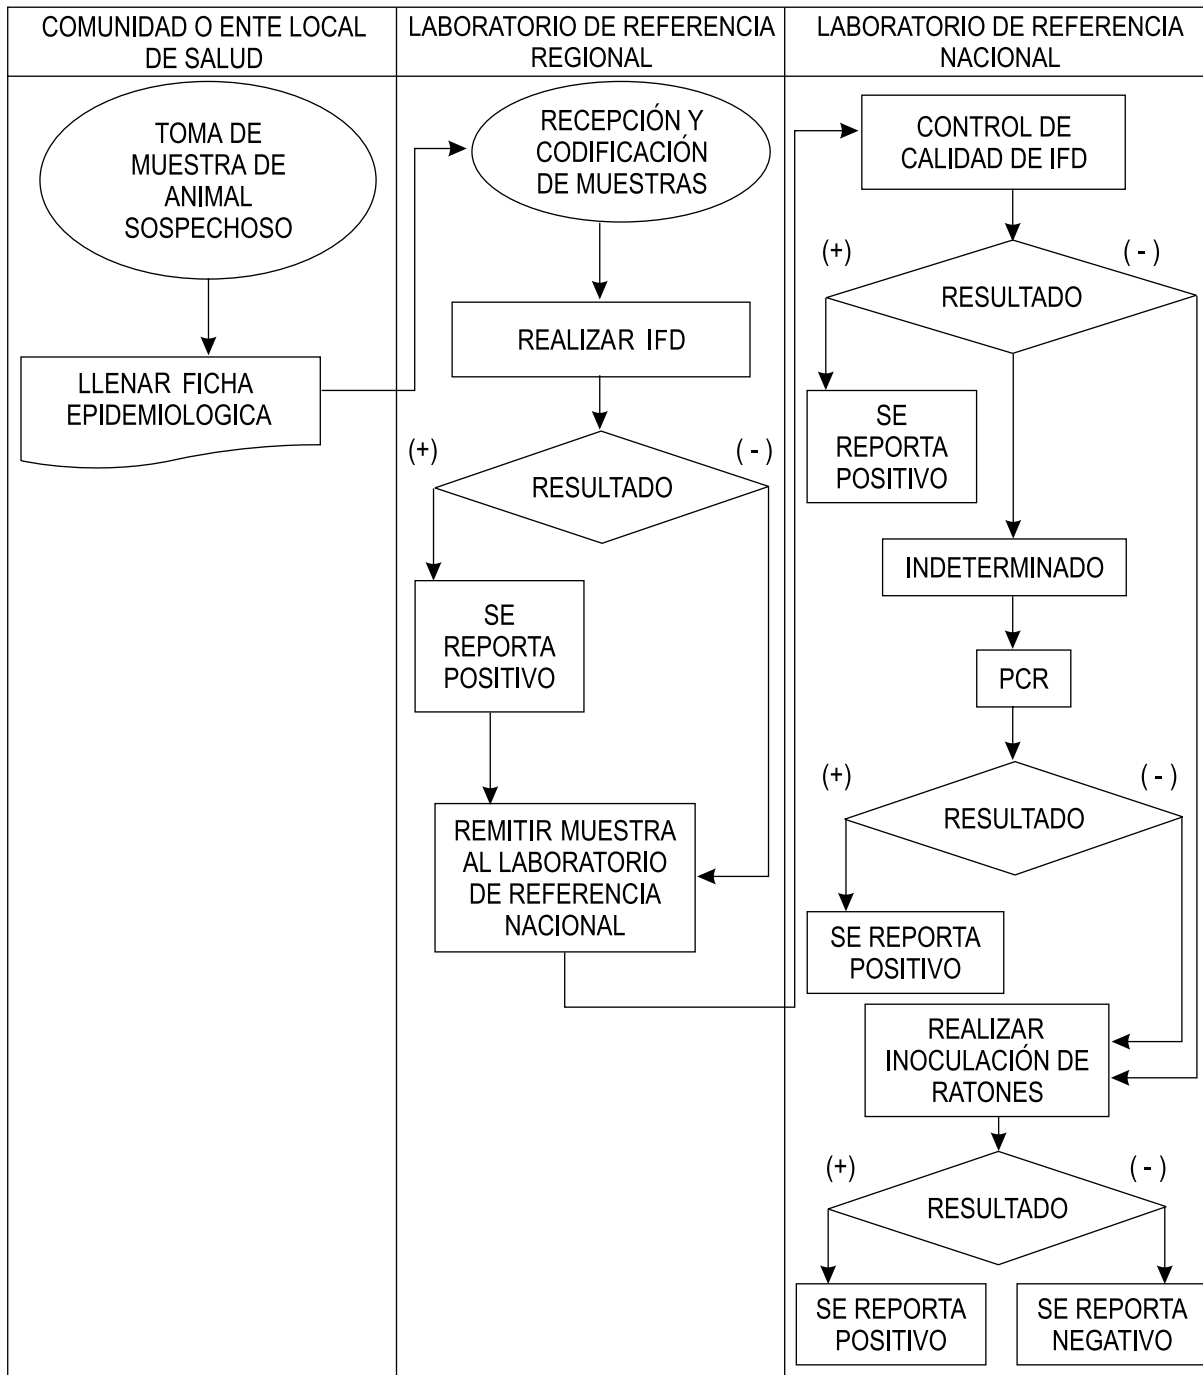 COMUNIDAD O ENTE LOCAL
DE SALUD
LABORATORIO DE REFERENCIA
REGIONAL
LABORATORIO DE REFERENCIA
NACIONAL
TOMA DE
MUESTRA DE
ANIMAL
SOSPECHOSO
LLENAR FICHA
EPIDEMIOLOGICA
RECEPCIÓN Y
CODIFICACIÓN
DE MUESTRAS
REALIZAR IFD
(+)
(-)
RESULTADO
SE
REPORTA
POSITIVO
REMITIR MUESTRA
AL LABORATORIO
DE REFERENCIA
NACIONAL
CONTROL DE
CALIDAD DE IFD
(+)
(-)
RESULTADO
SE
REPORTA
POSITIVO
INDETERMINADO
PCR
(+)
(-)
RESULTADO
SE REPORTA
POSITIVO
REALIZAR
INOCULACIÓN DE
RATONES
(+)
(-)
RESULTADO
SE REPORTA
POSITIVO
SE REPORTA
NEGATIVO